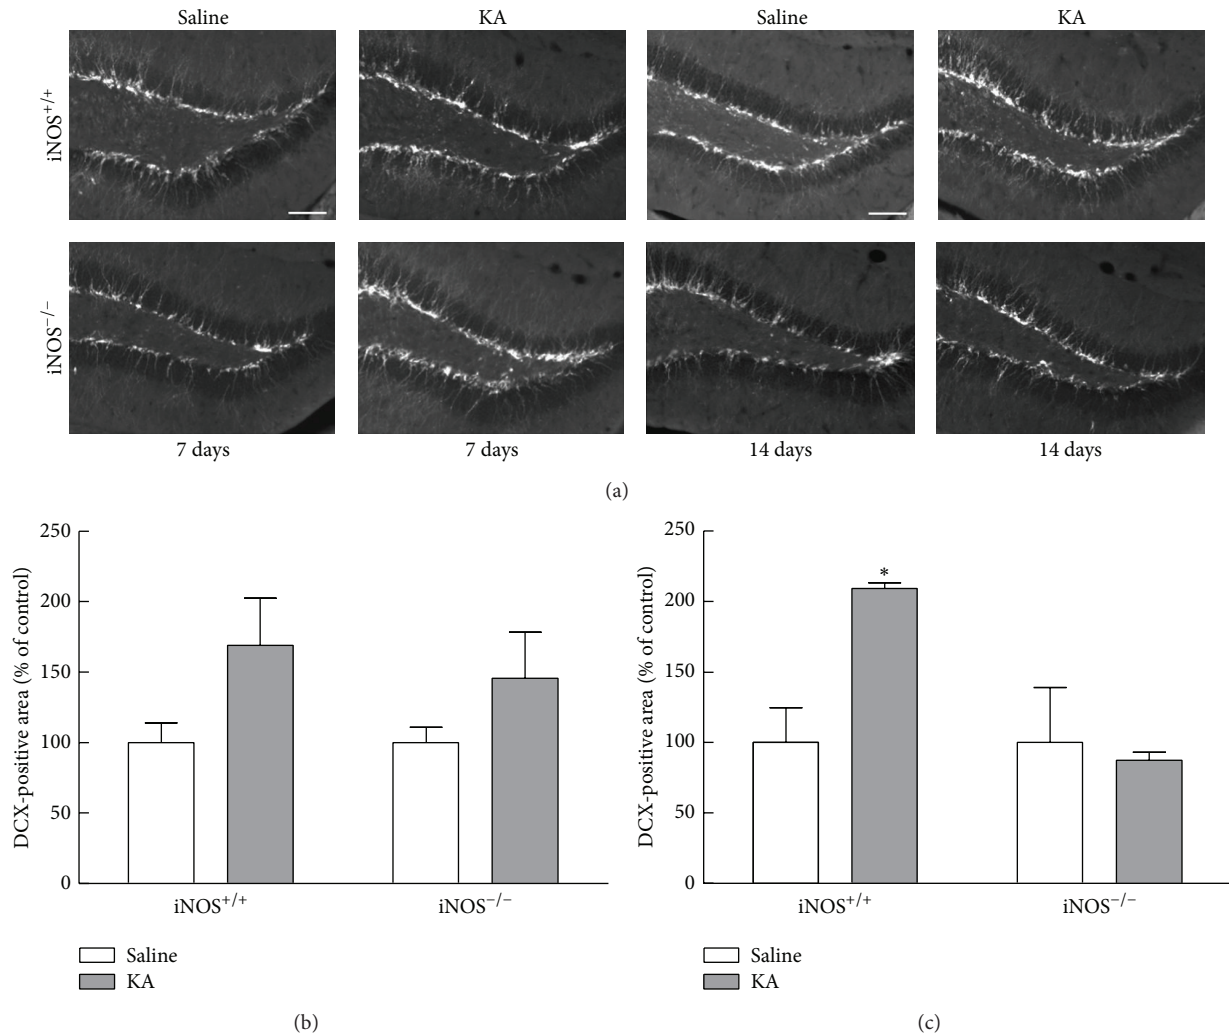 Saline KA Saline KA
iNOS+/+
iNOS−/−
7 days 7 days 14 days 14 days
(a)
DCX-positive area (% of control)
250
200
150
100
50
0
*
iNOS+/+ iNOS−/−
Saline
KA
(b)
DCX-positive area (% of control)
250
200
150
100
50
0
iNOS+/+ iNOS−/−
Saline
KA
(c)